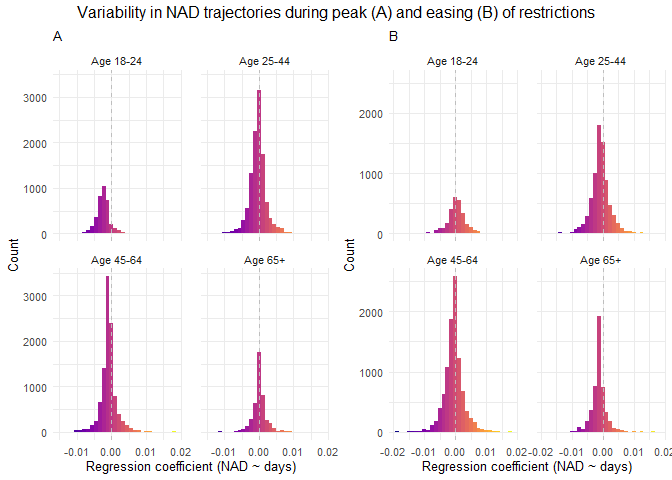 Variability in NAD trajectories during peak (A) and easing (B) of restrictions
A
Age 18-24
Age 25-44
3000
2000
1000
0
Age 45-64
Age 65+
3000
2000
1000
0
Count
-0.01 0.00 0.01 0.02
-0.01 0.00 0.01 0.02
Regression coefficient (NAD ~ days)
B
Age 18-24
Age 25-44
2000
1000
0
Age 45-64
Age 65+
2000
1000
0
Count
-0.02 -0.01 0.00 0.01 0.02
-0.02 -0.01 0.00 0.01 0.02
Regression coefficient (NAD ~ days)